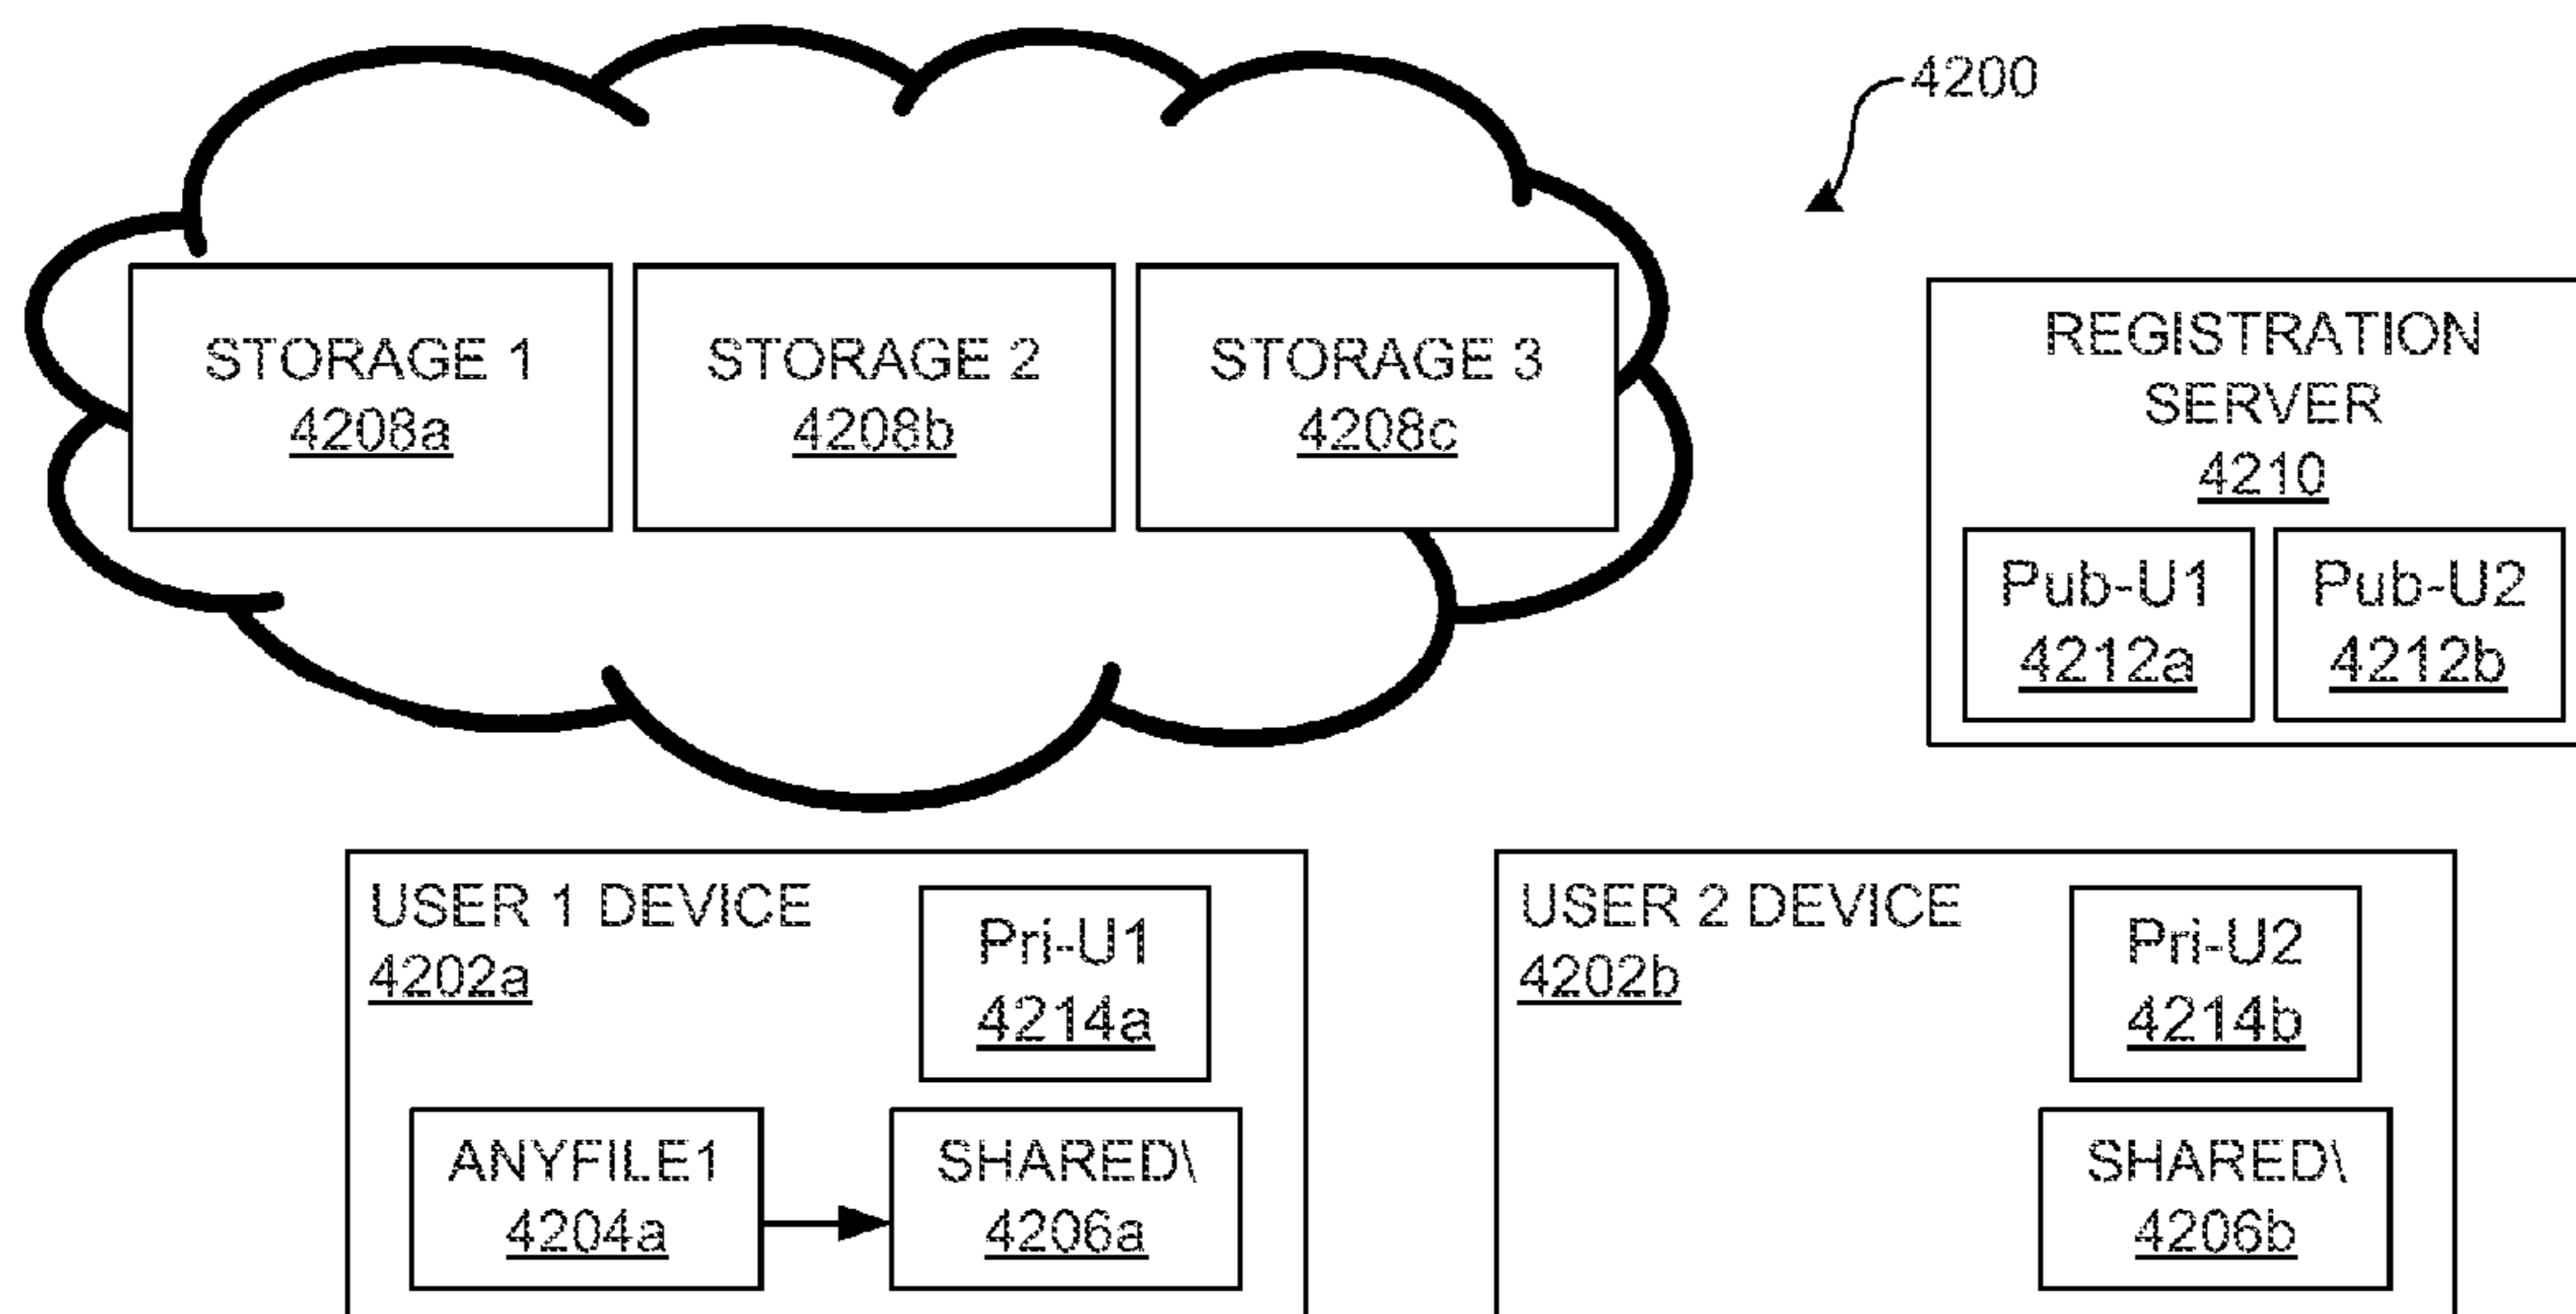 4200
STORAGE 1
4208a
STORAGE 2
4208b
STORAGE 3
4208c
REGISTRATION
SERVER
4210
Pub-U1
4212a
Pub-U2
4212b
USER 1 DEVICE
4202a
Pri-U1
4214a
ANYFILE1
4204a
SHARED\
4206a
USER 2 DEVICE
4202b
Pri-U2
4214b
SHARED\
4206b